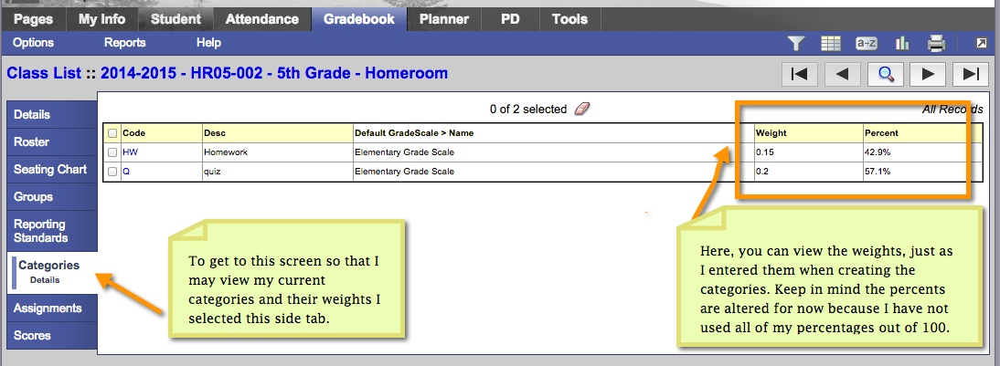 Pages My Info Student Attendance Gradebook Planner PD Tools
Options Reports Help a→z
Class List :: 2014-2015 - HR05-002 - 5th Grade - Homeroom
Details
Roster
Seating Chart
Groups
Reporting
Standards
Categories
Details
Assignments
Scores
0 of 2 selected All Records
Code Desc Default GradeScale > Name Weight Percent
HW Homework Elementary Grade Scale 0.15 42.9%
Q quiz Elementary Grade Scale 0.2 57.1%
To get to this screen so that I
may view my current
categories and their weights I
selected this side tab.
Here, you can view the weights, just as
I entered them when creating the
categories. Keep in mind the percents
are altered for now because I have not
used all of my percentages out of 100.